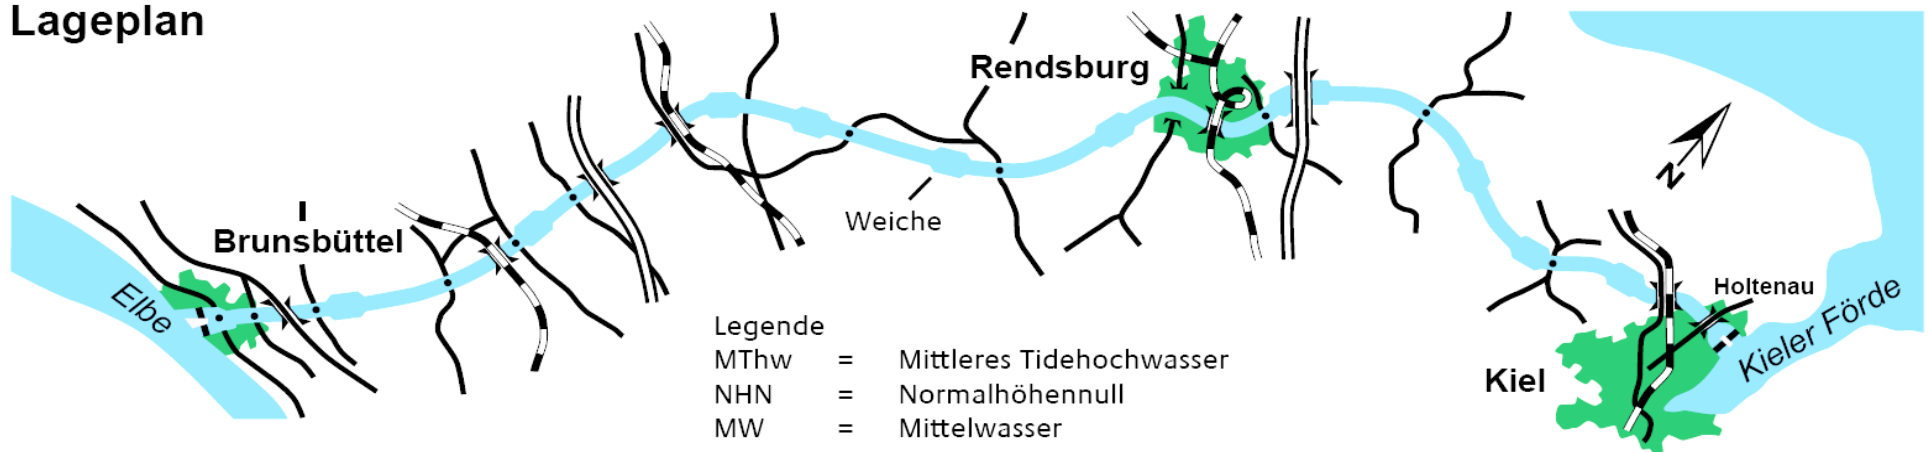 Lageplan
Rendsburg
N
Weiche
Brunsbüttel
Elbe
Holtenau
Kieler Förde
Kiel
Legende
MThw = Mittleres Tidehochwasser
NHN = Normalhöhennull
MW = Mittelwasser